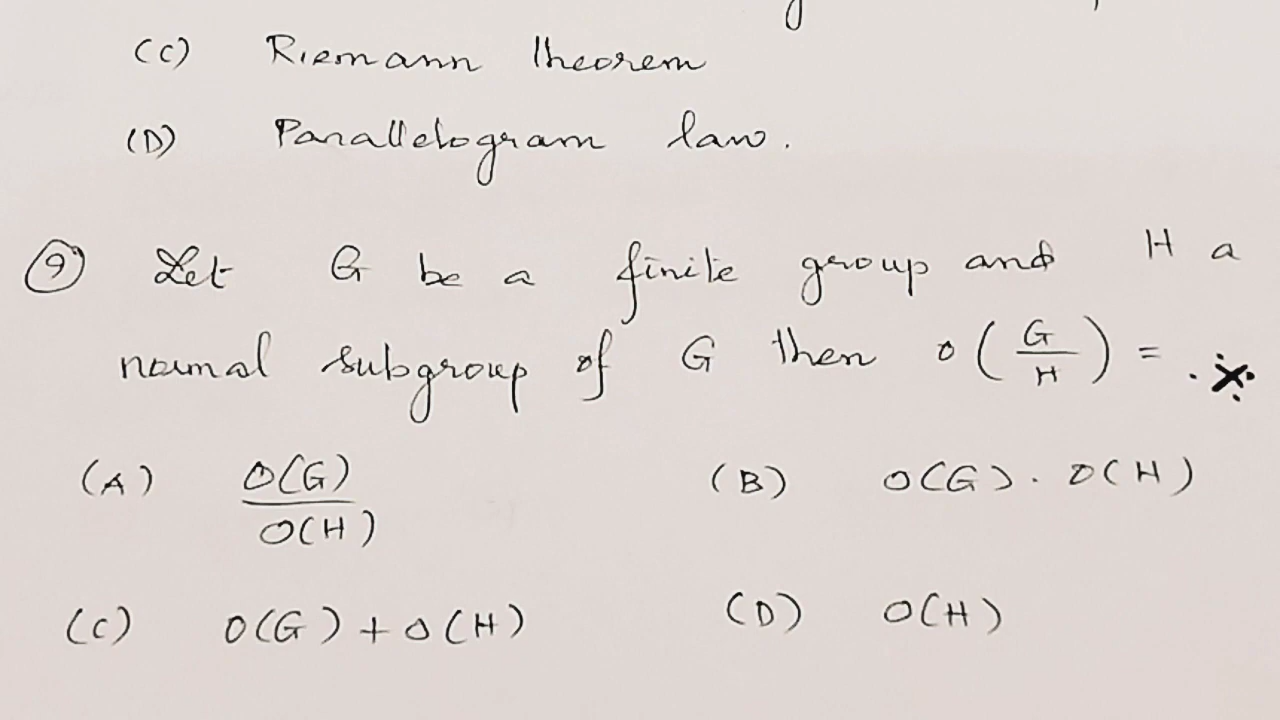 (C) Riemann theorem
(D) Parallelogram law.
(9) Let G be a finite group and H a
normal subgroup of G then o(G/H) =
(A) O(G)/O(H) (B) O(G). O(H)
(C) O(G) + O(H) (D) O(H)